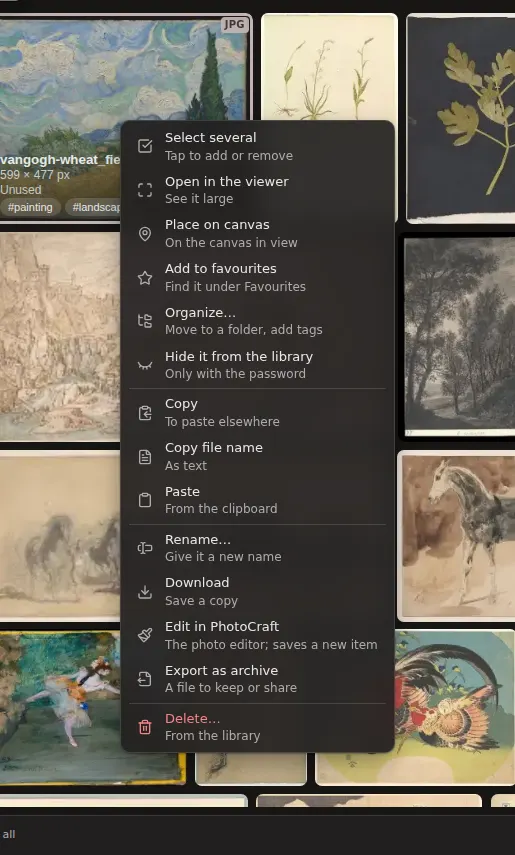 JPG
vangogh-wheat_fie
599 × 477 px
Unused
#painting #landscap
Select several
Tap to add or remove
Open in the viewer
See it large
Place on canvas
On the canvas in view
Add to favourites
Find it under Favourites
Organize…
Move to a folder, add tags
Hide it from the library
Only with the password
Copy
To paste elsewhere
Copy file name
As text
Paste
From the clipboard
Rename…
Give it a new name
Download
Save a copy
Edit in PhotoCraft
The photo editor; saves a new item
Export as archive
A file to keep or share
Delete…
From the library
all